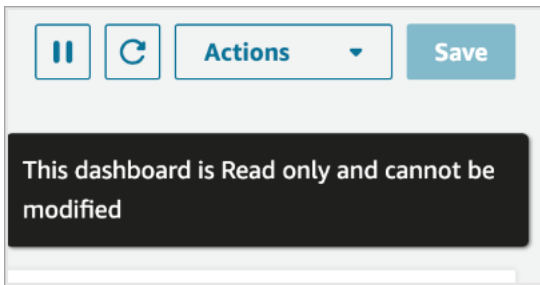 Actions Save
This dashboard is Read only and cannot be
modified